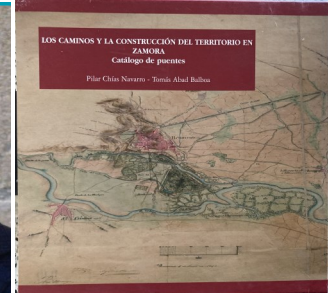 LOS CAMINOS Y LA CONSTRUCCIÓN DEL TERRITORIO EN
ZAMORA
Catálogo de puentes
Pilar Chías Navarro - Tomás Abad Balboa